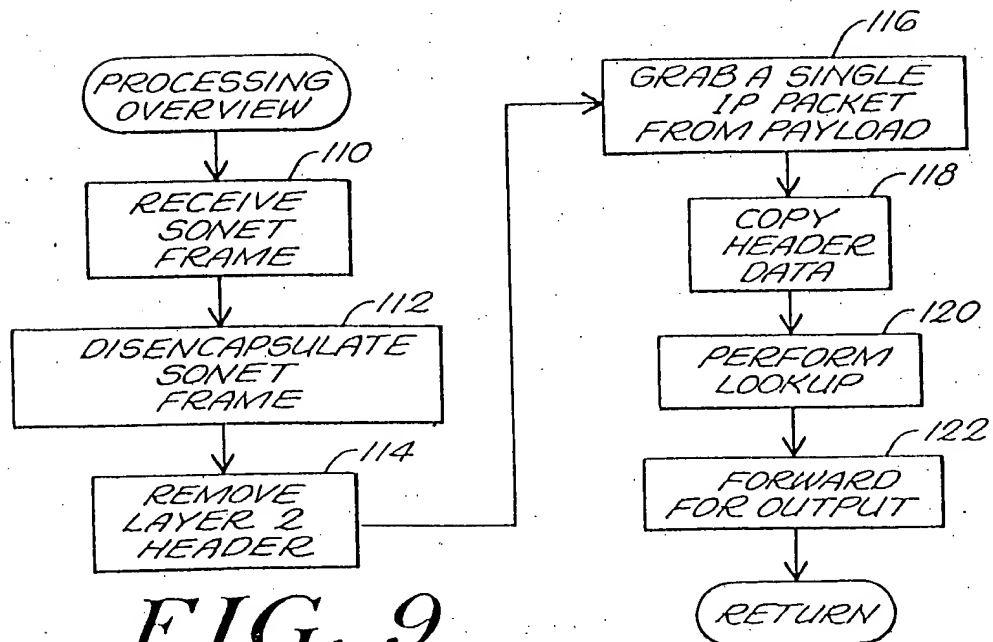 PROCESSING
OVERVIEW
110
RECEIVE
SONET
FRAME
112
DISENCAPSULATE
SONET
FRAME
114
REMOVE
LAYER 2
HEADER
116
GRAB A SINGLE
IP PACKET
FROM PAYLOAD
118
COPY
HEADER
DATA
120
PERFORM
LOOKUP
122
FORWARD
FOR OUTPUT
RETURN
FIG. 9